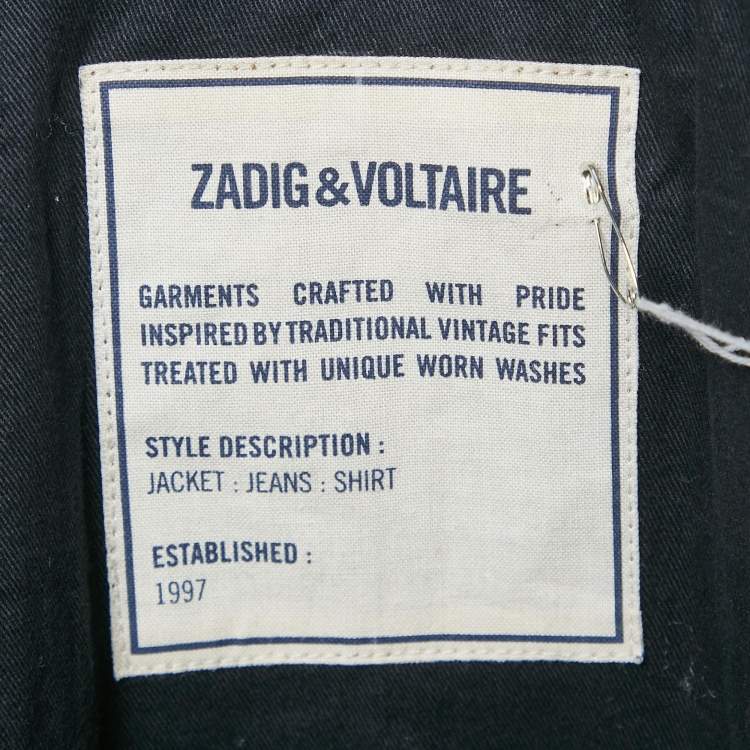 ZADIG&VOLTAIRE
GARMENTS CRAFTED WITH PRIDE
INSPIRED BY TRADITIONAL VINTAGE FITS
TREATED WITH UNIQUE WORN WASHES
STYLE DESCRIPTION :
JACKET : JEANS : SHIRT
ESTABLISHED :
1997